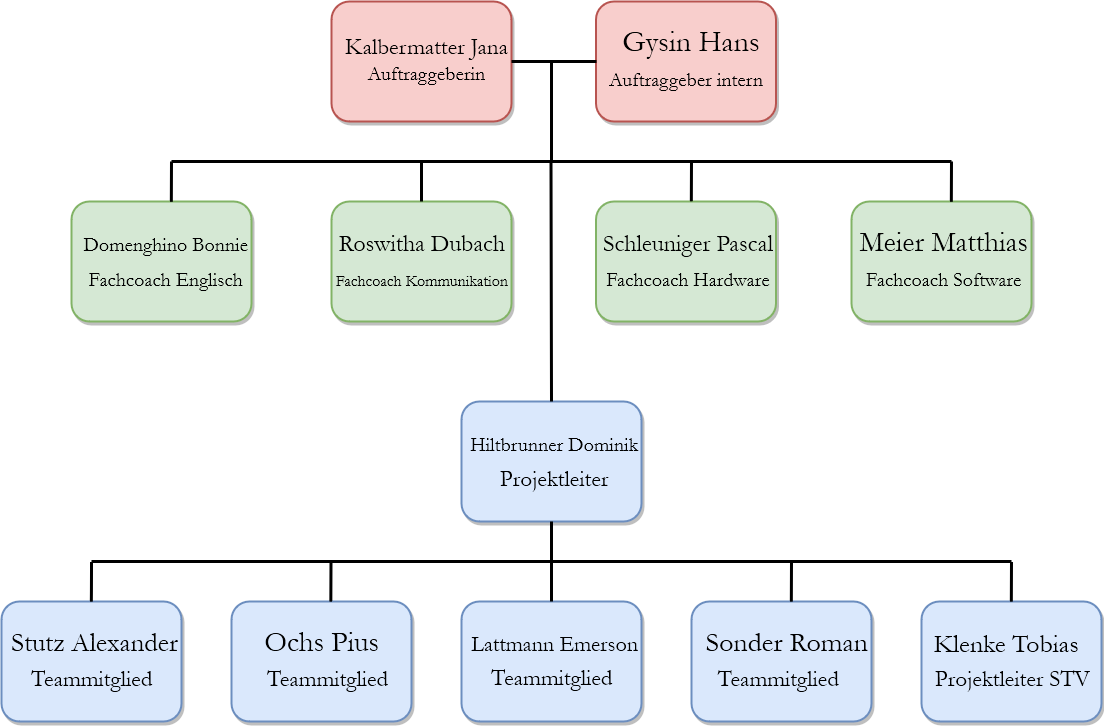 Kalbermatter Jana
Auftraggeberin
Gysin Hans
Auftraggeber intern
Domenghino Bonnie
Fachcoach Englisch
Roswitha Dubach
Fachcoach Kommunikation
Schleuniger Pascal
Fachcoach Hardware
Meier Matthias
Fachcoach Software
Hiltbrunner Dominik
Projektleiter
Stutz Alexander
Teammitglied
Ochs Pius
Teammitglied
Lattmann Emerson
Teammitglied
Sonder Roman
Teammitglied
Klenke Tobias
Projektleiter STV